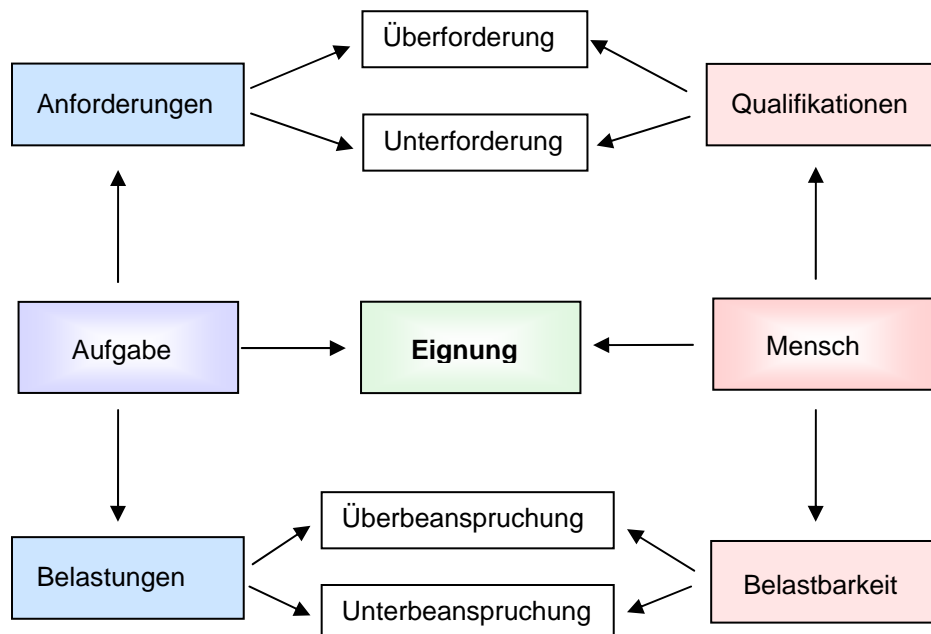 Überforderung
Anforderungen
Qualifikationen
Unterforderung
Aufgabe
Eignung
Mensch
Überbeanspruchung
Belastungen
Belastbarkeit
Unterbeanspruchung